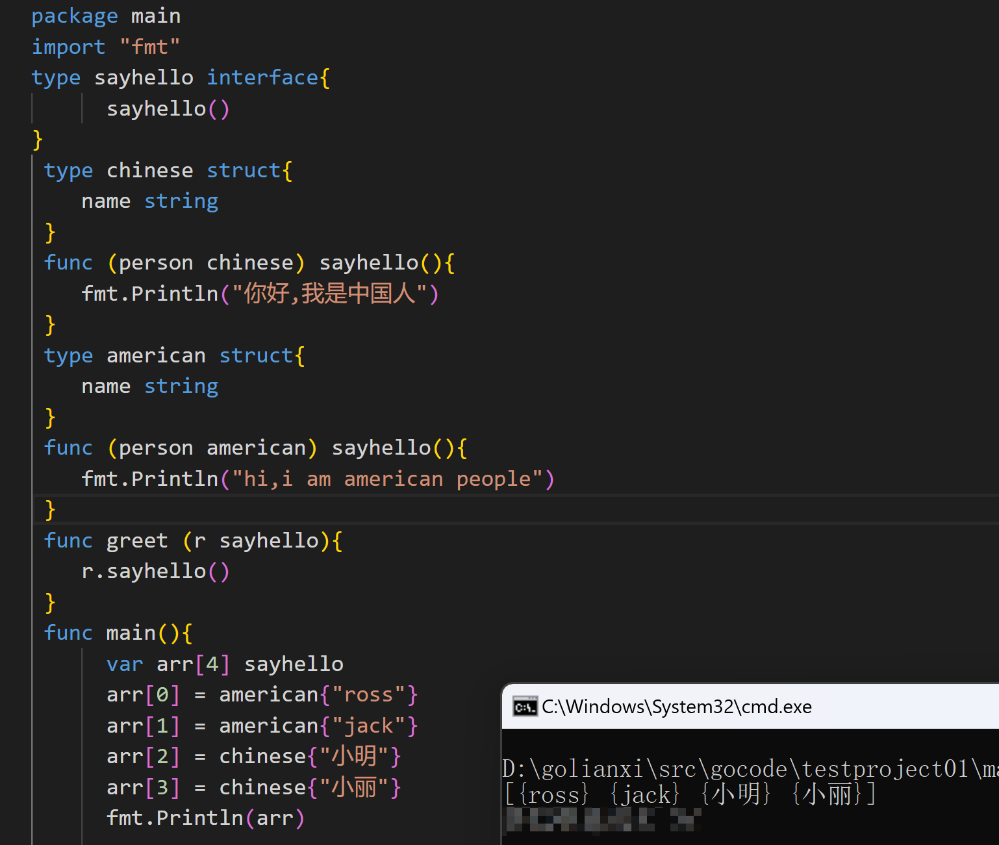 package main
import "fmt"
type sayhello interface{
sayhello()
}
type chinese struct{
name string
}
func (person chinese) sayhello(){
fmt.Println("你好,我是中国人")
}
type american struct{
name string
}
func (person american) sayhello(){
fmt.Println("hi,i am american people")
}
func greet (r sayhello){
r.sayhello()
}
func main(){
var arr[4] sayhello
arr[0] = american{"ross"}
arr[1] = american{"jack"}
arr[2] = chinese{"小明"}
arr[3] = chinese{"小丽"}
fmt.Println(arr)
C:\Windows\System32\cmd.exe
D:\golianxi\src\gocode\testproject01\ma
[{ross} {jack} {小明} {小丽}]